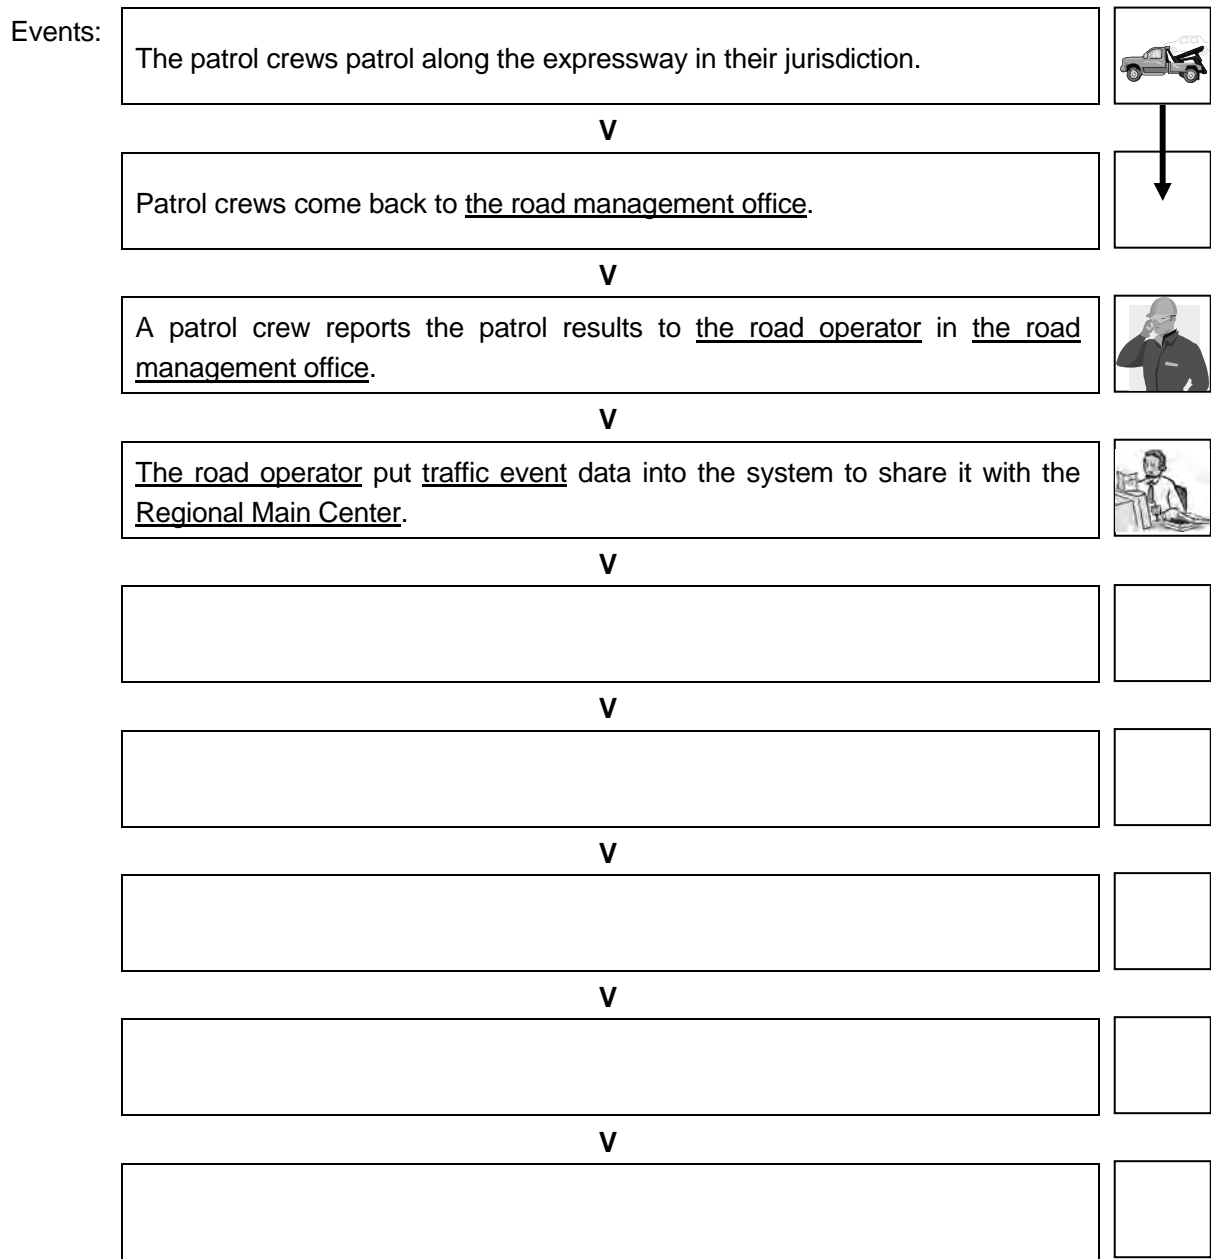 Events:
The patrol crews patrol along the expressway in their jurisdiction.
V
Patrol crews come back to the road management office.
V
A patrol crew reports the patrol results to the road operator in the road
management office.
V
The road operator put traffic event data into the system to share it with the
Regional Main Center.
V
V
V
V
V